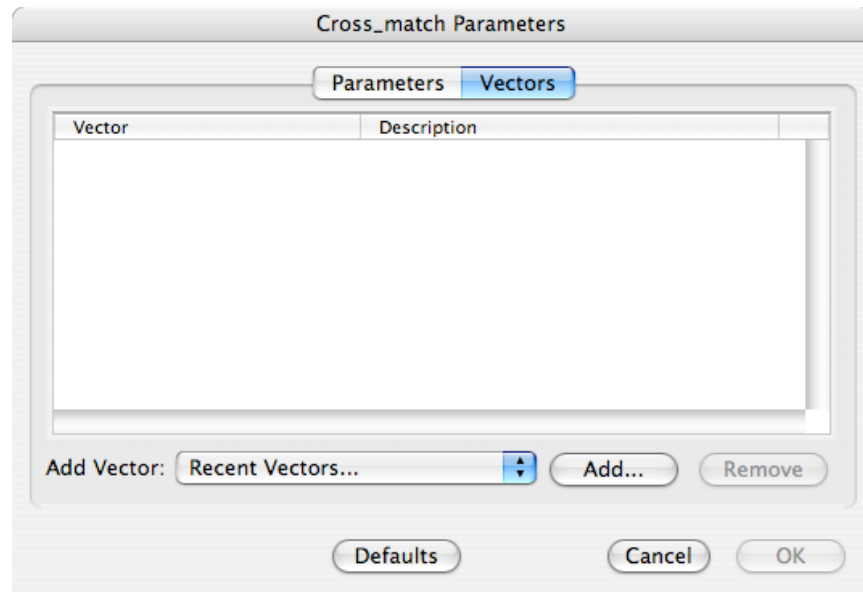 Cross_match Parameters
Parameters Vectors
Vector Description
Add Vector: Recent Vectors... Add... Remove
Defaults Cancel OK